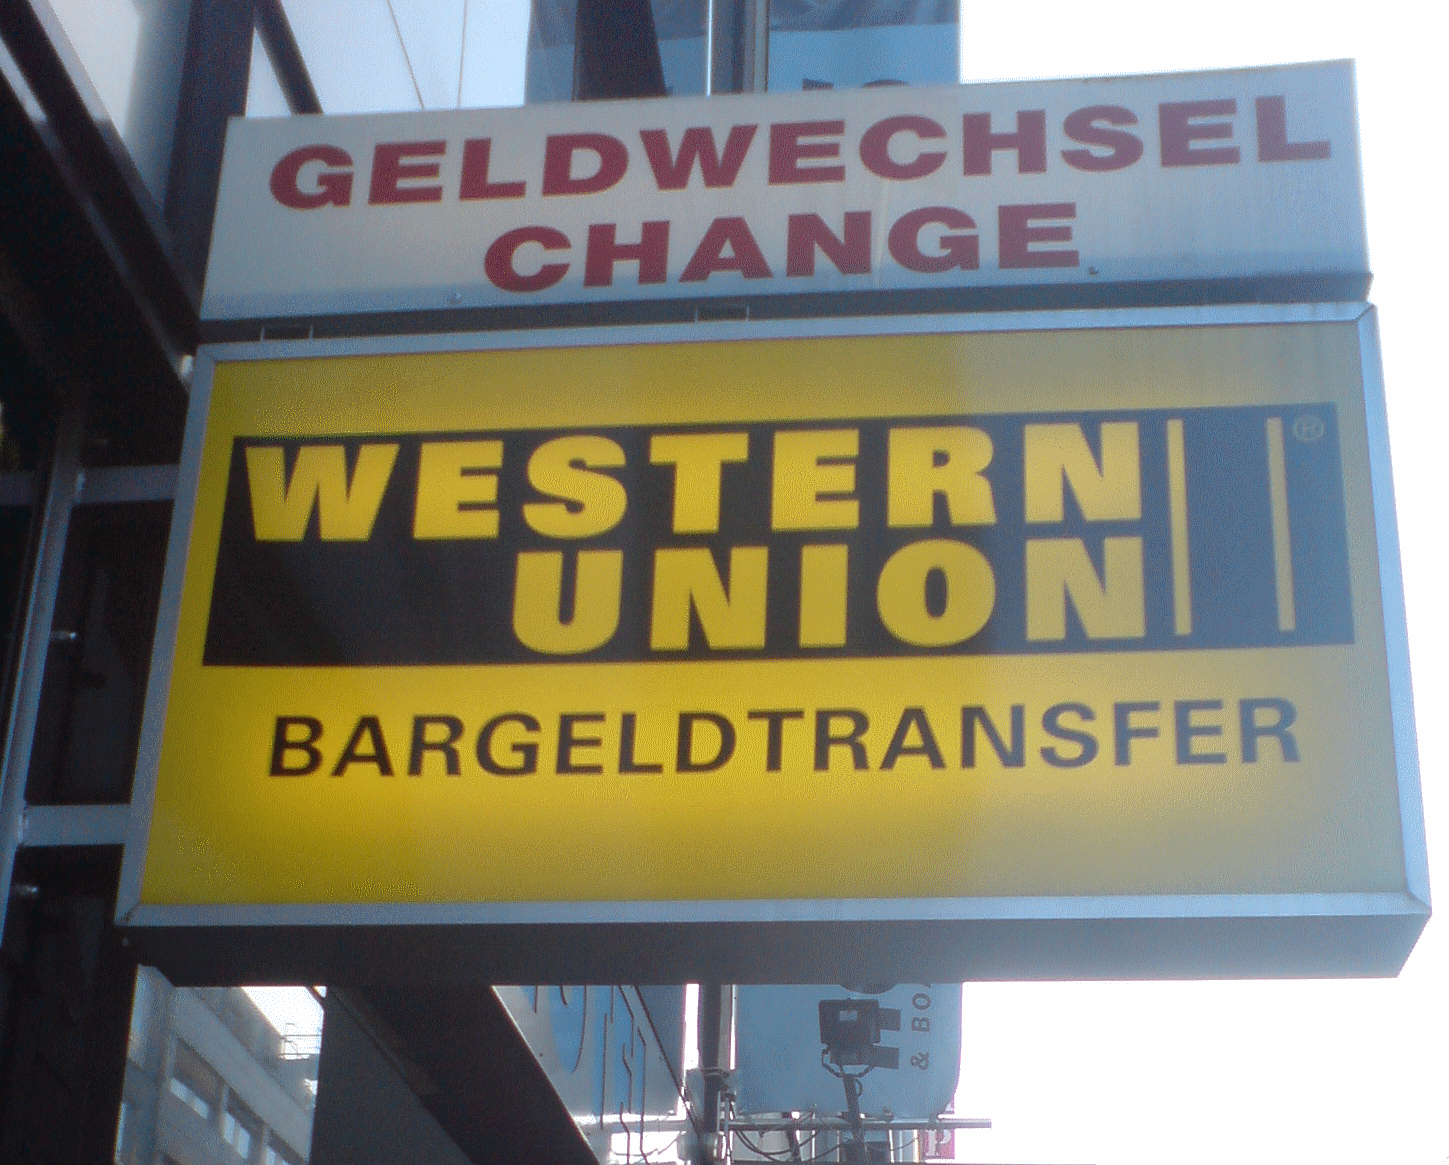 GELDWECHSEL
CHANGE
WESTERN
UNION ®
BARGELDTRANSFER
&
P